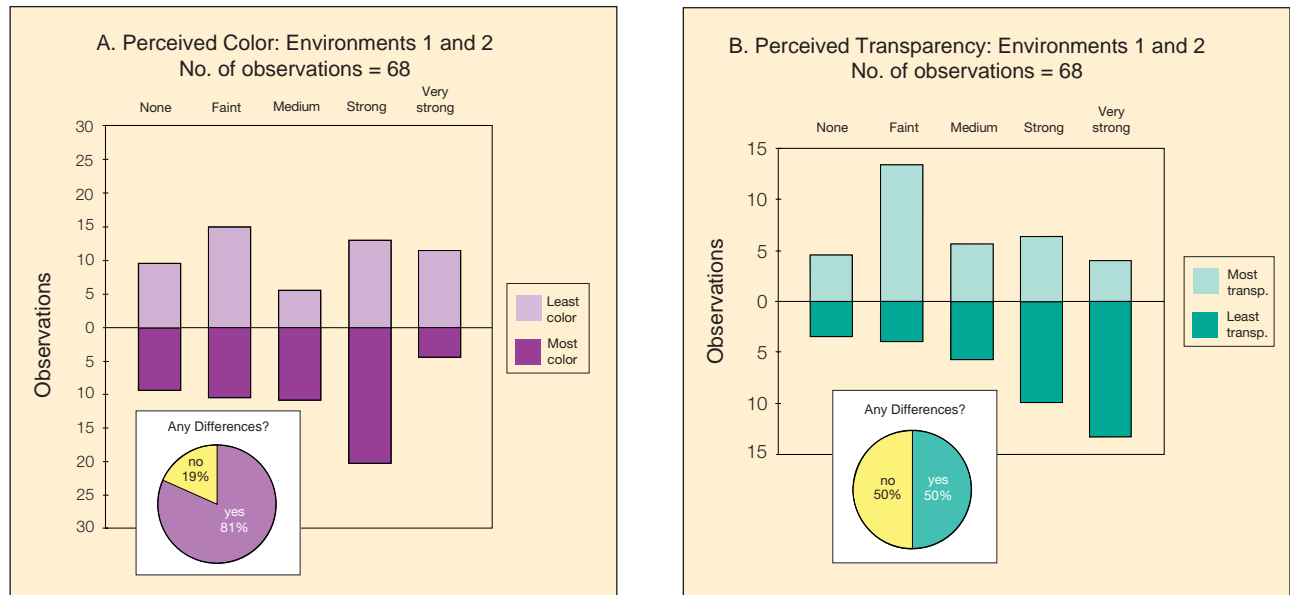 A. Perceived Color: Environments 1 and 2
No. of observations = 68
None Faint Medium Strong Very strong
30
25
20
15
10
5
0
5
10
15
20
25
30
Observations
Least color
Most color
Any Differences?
no
19%
yes
81%
B. Perceived Transparency: Environments 1 and 2
No. of observations = 68
None Faint Medium Strong Very strong
15
10
5
0
5
10
15
Observations
Most transp.
Least transp.
Any Differences?
no
50%
yes
50%